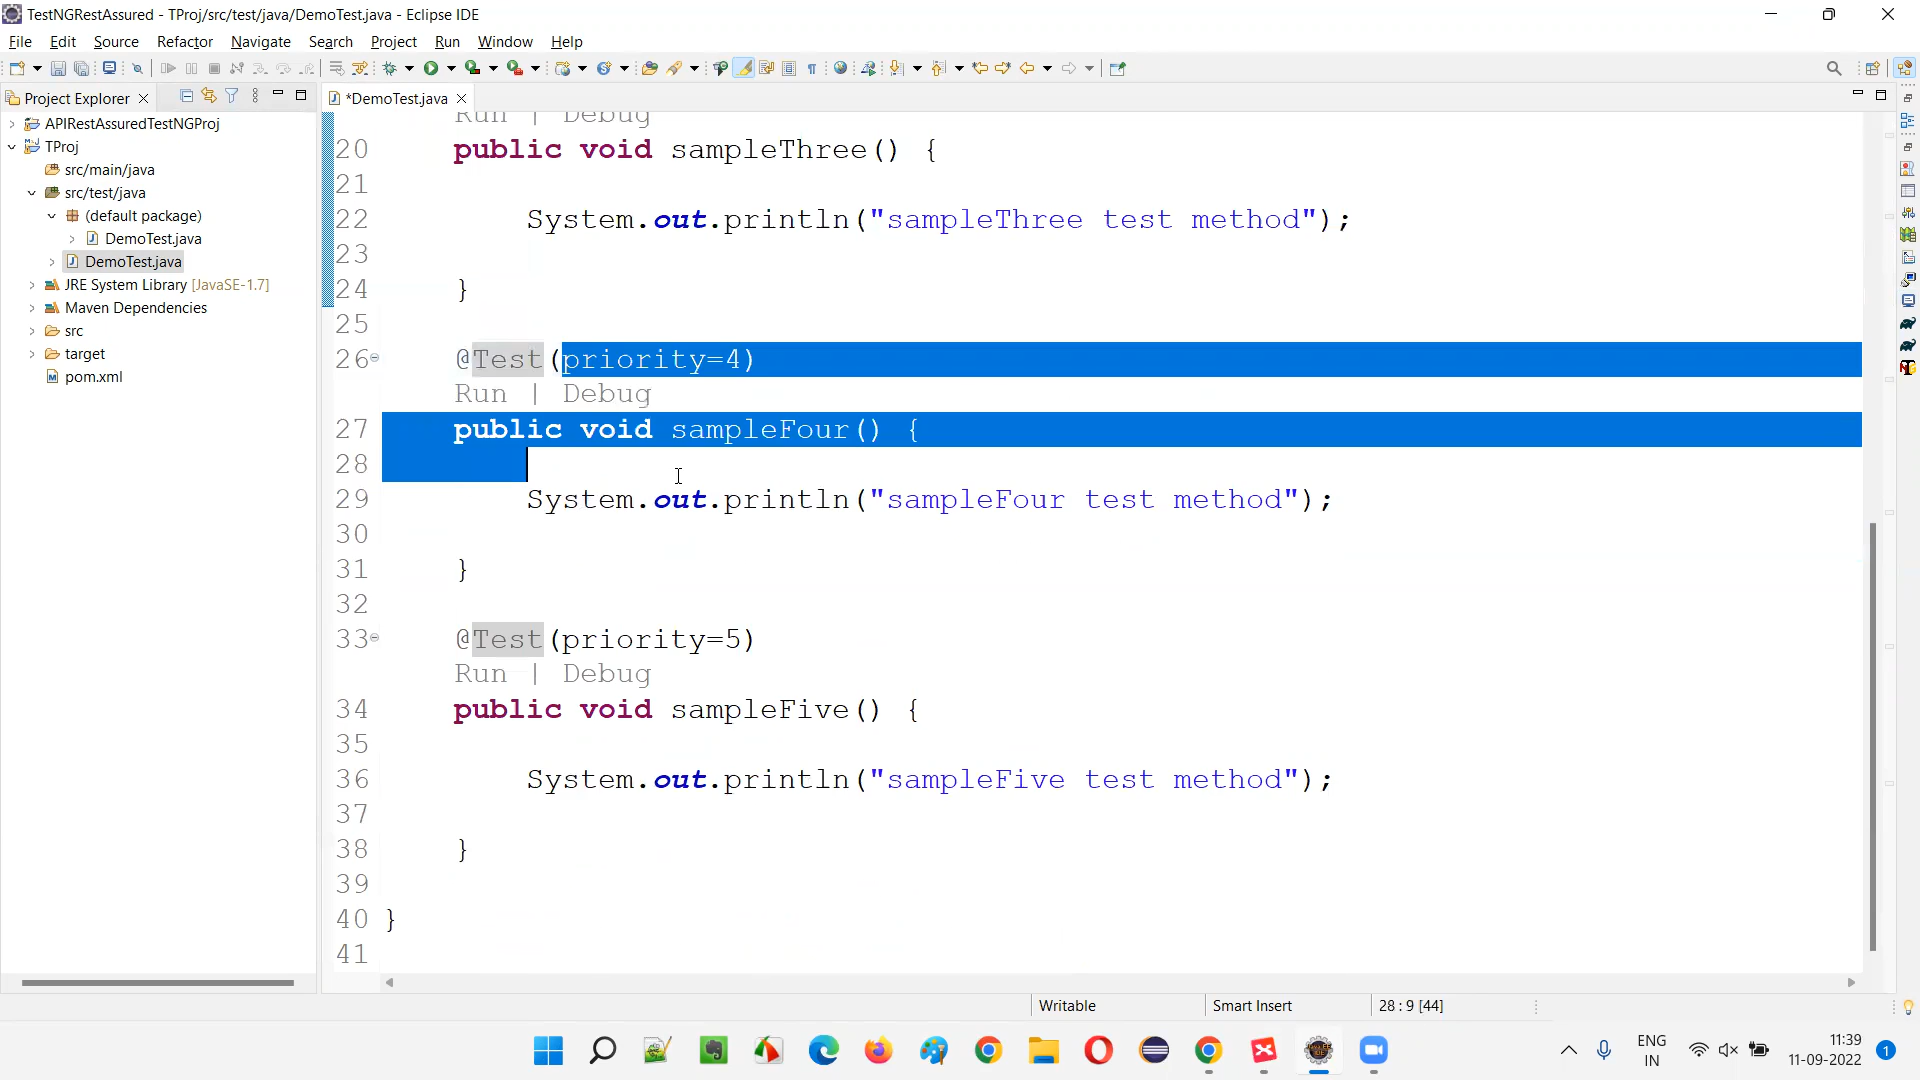 TestNGRestAssured - TProj/src/test/java/DemoTest.java - Eclipse IDE
File Edit Source Refactor Navigate Search Project Run Window Help
Project Explorer
*DemoTest.java
APIRestAssuredTestNGProj
TProj
src/main/java
src/test/java
(default package)
DemoTest.java
DemoTest.java
JRE System Library [JavaSE-1.7]
Maven Dependencies
src
target
pom.xml
Run | Debug
20 public void sampleThree() {
21
22 System.out.println("sampleThree test method");
23
24 }
25
26 @Test(priority=4)
Run | Debug
27 public void sampleFour() {
28
29 System.out.println("sampleFour test method");
30
31 }
32
33 @Test(priority=5)
Run | Debug
34 public void sampleFive() {
35
36 System.out.println("sampleFive test method");
37
38 }
39
40 }
41
Writable Smart Insert 28 : 9 [44]
ENG
IN
11:39
11-09-2022
1